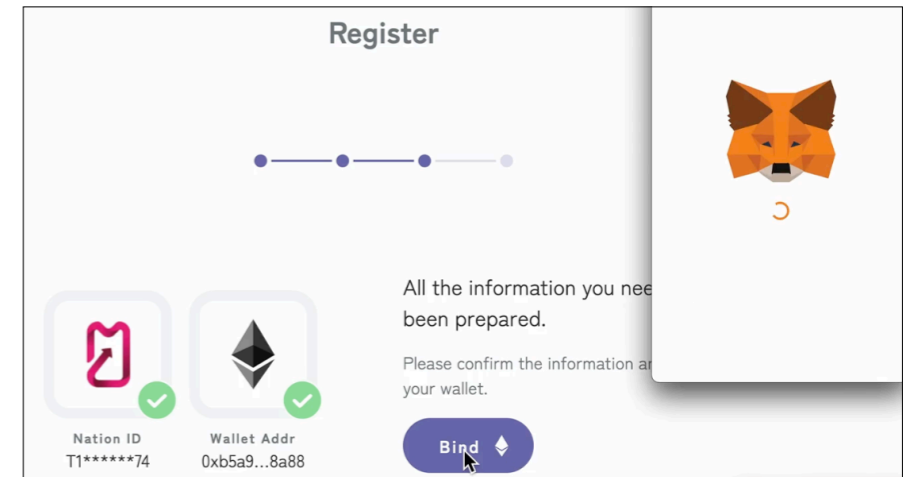 Register
All the information you nee
been prepared.
Please confirm the information ar
your wallet.
Bind
Nation ID
T1******74
Wallet Addr
0xb5a9...8a88